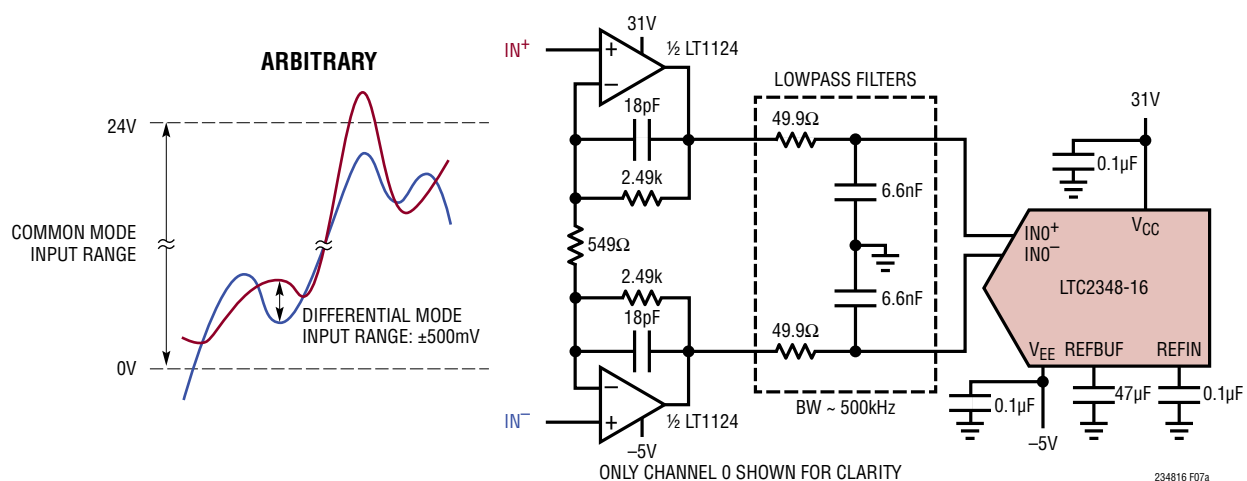 ARBITRARY
24V
COMMON MODE
INPUT RANGE
DIFFERENTIAL MODE
INPUT RANGE: ±500mV
0V
IN+
31V
½ LT1124
+
–
18pF
2.49k
549Ω
2.49k
18pF
–
+
IN–
–5V
½ LT1124
LOWPASS FILTERS
49.9Ω
6.6nF
6.6nF
49.9Ω
BW ~ 500kHz
31V
0.1µF
VCC
IN0+
IN0–
LTC2348-16
VEE
REFBUF
REFIN
0.1µF
47µF
0.1µF
–5V
ONLY CHANNEL 0 SHOWN FOR CLARITY
234816 F07a